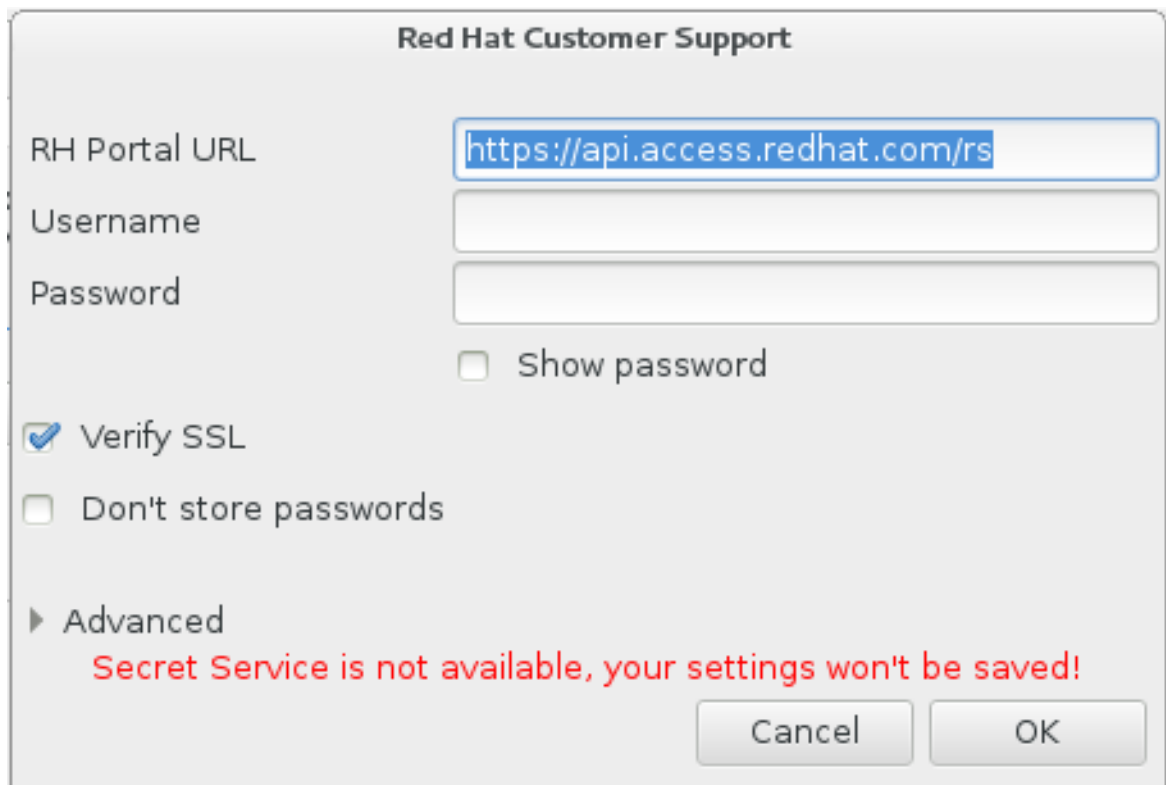 Red Hat Customer Support
RH Portal URL https://api.access.redhat.com/rs
Username
Password
Show password
Verify SSL
Don't store passwords
Advanced
Secret Service is not available, your settings won't be saved!
Cancel OK